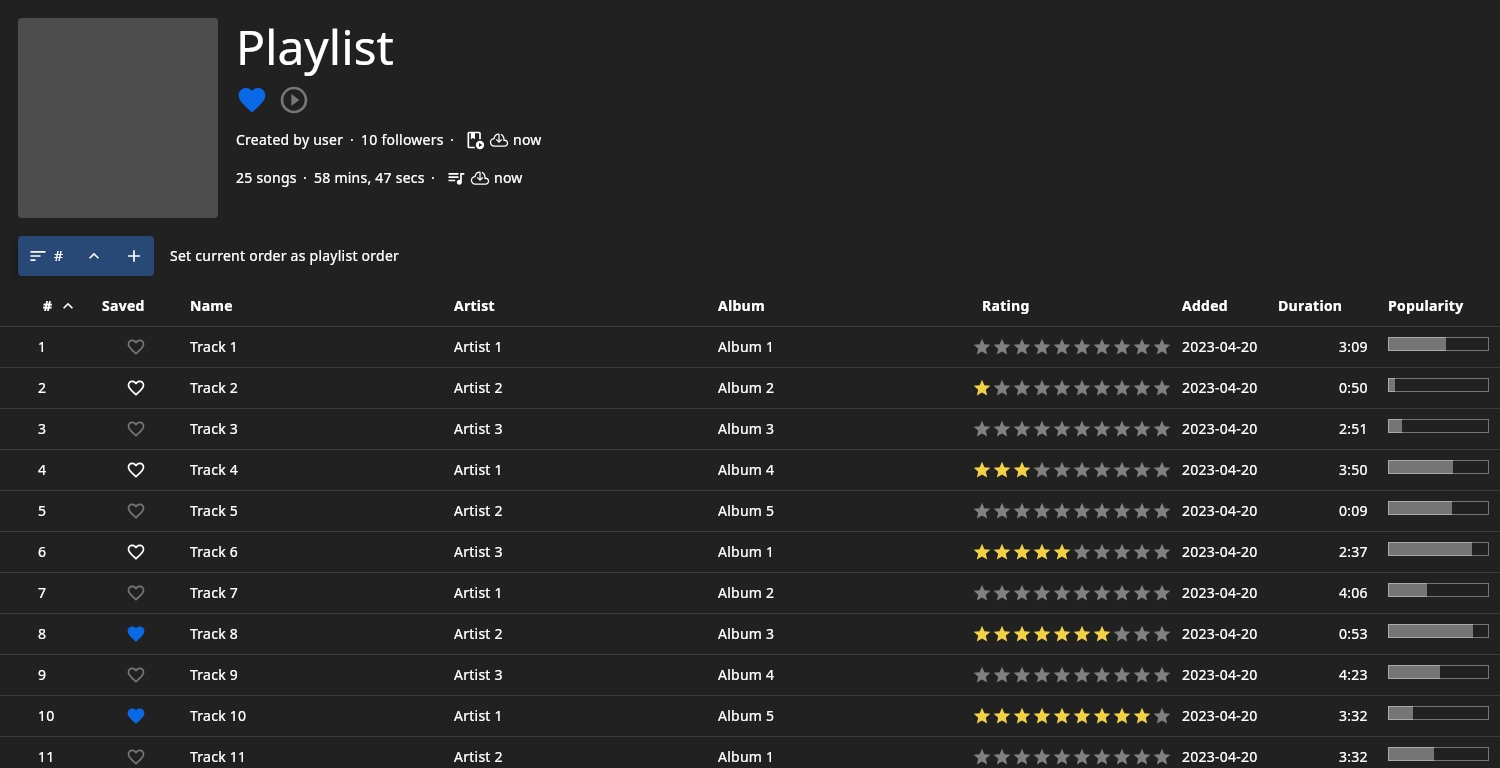 Playlist
Created by user · 10 followers · now
25 songs · 58 mins, 47 secs · now
# Set current order as playlist order
# Saved Name Artist Album Rating Added Duration Popularity
1 Track 1 Artist 1 Album 1 2023-04-20 3:09
2 Track 2 Artist 2 Album 2 2023-04-20 0:50
3 Track 3 Artist 3 Album 3 2023-04-20 2:51
4 Track 4 Artist 1 Album 4 2023-04-20 3:50
5 Track 5 Artist 2 Album 5 2023-04-20 0:09
6 Track 6 Artist 3 Album 1 2023-04-20 2:37
7 Track 7 Artist 1 Album 2 2023-04-20 4:06
8 Track 8 Artist 2 Album 3 2023-04-20 0:53
9 Track 9 Artist 3 Album 4 2023-04-20 4:23
10 Track 10 Artist 1 Album 5 2023-04-20 3:32
11 Track 11 Artist 2 Album 1 2023-04-20 3:32